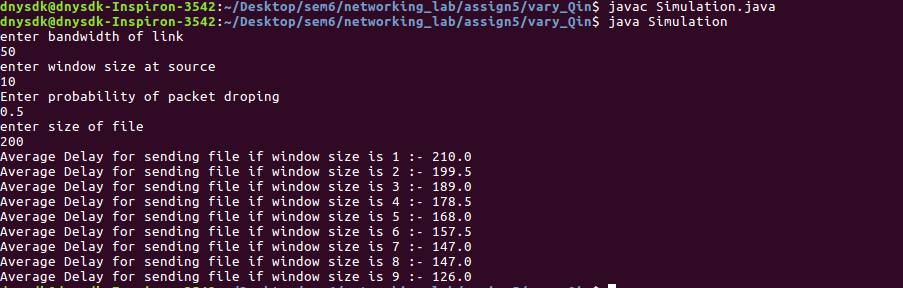 dnysdk@dnysdk-Inspiron-3542:~/Desktop/sem6/networking_lab/assign5/vary_Qin$ javac Simulation.java
dnysdk@dnysdk-Inspiron-3542:~/Desktop/sem6/networking_lab/assign5/vary_Qin$ java Simulation
enter bandwidth of link
50
enter window size at source
10
Enter probability of packet droping
0.5
enter size of file
200
Average Delay for sending file if window size is 1 :- 210.0
Average Delay for sending file if window size is 2 :- 199.5
Average Delay for sending file if window size is 3 :- 189.0
Average Delay for sending file if window size is 4 :- 178.5
Average Delay for sending file if window size is 5 :- 168.0
Average Delay for sending file if window size is 6 :- 157.5
Average Delay for sending file if window size is 7 :- 147.0
Average Delay for sending file if window size is 8 :- 147.0
Average Delay for sending file if window size is 9 :- 126.0